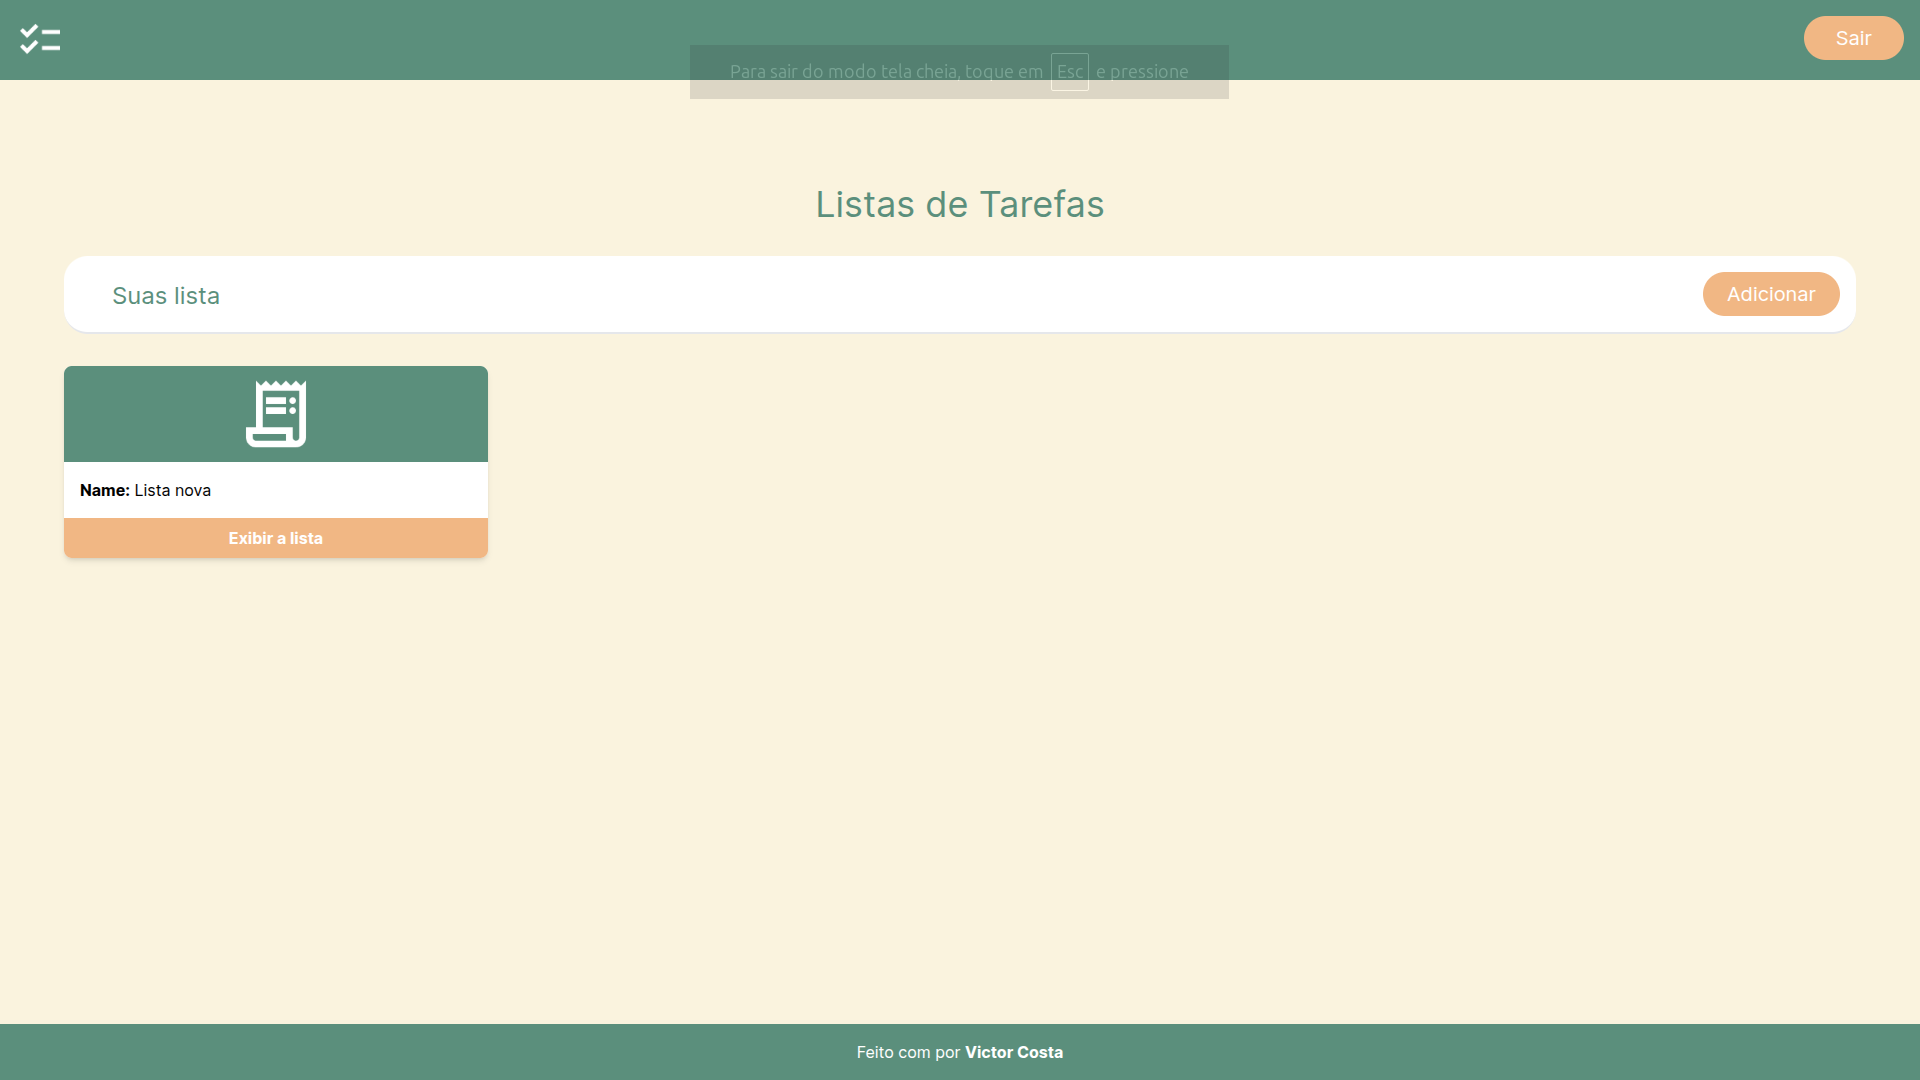 Sair
Para sair do modo tela cheia, toque em Esc e pressione
Listas de Tarefas
Suas lista
Adicionar
Name: Lista nova
Exibir a lista
Feito com por Victor Costa